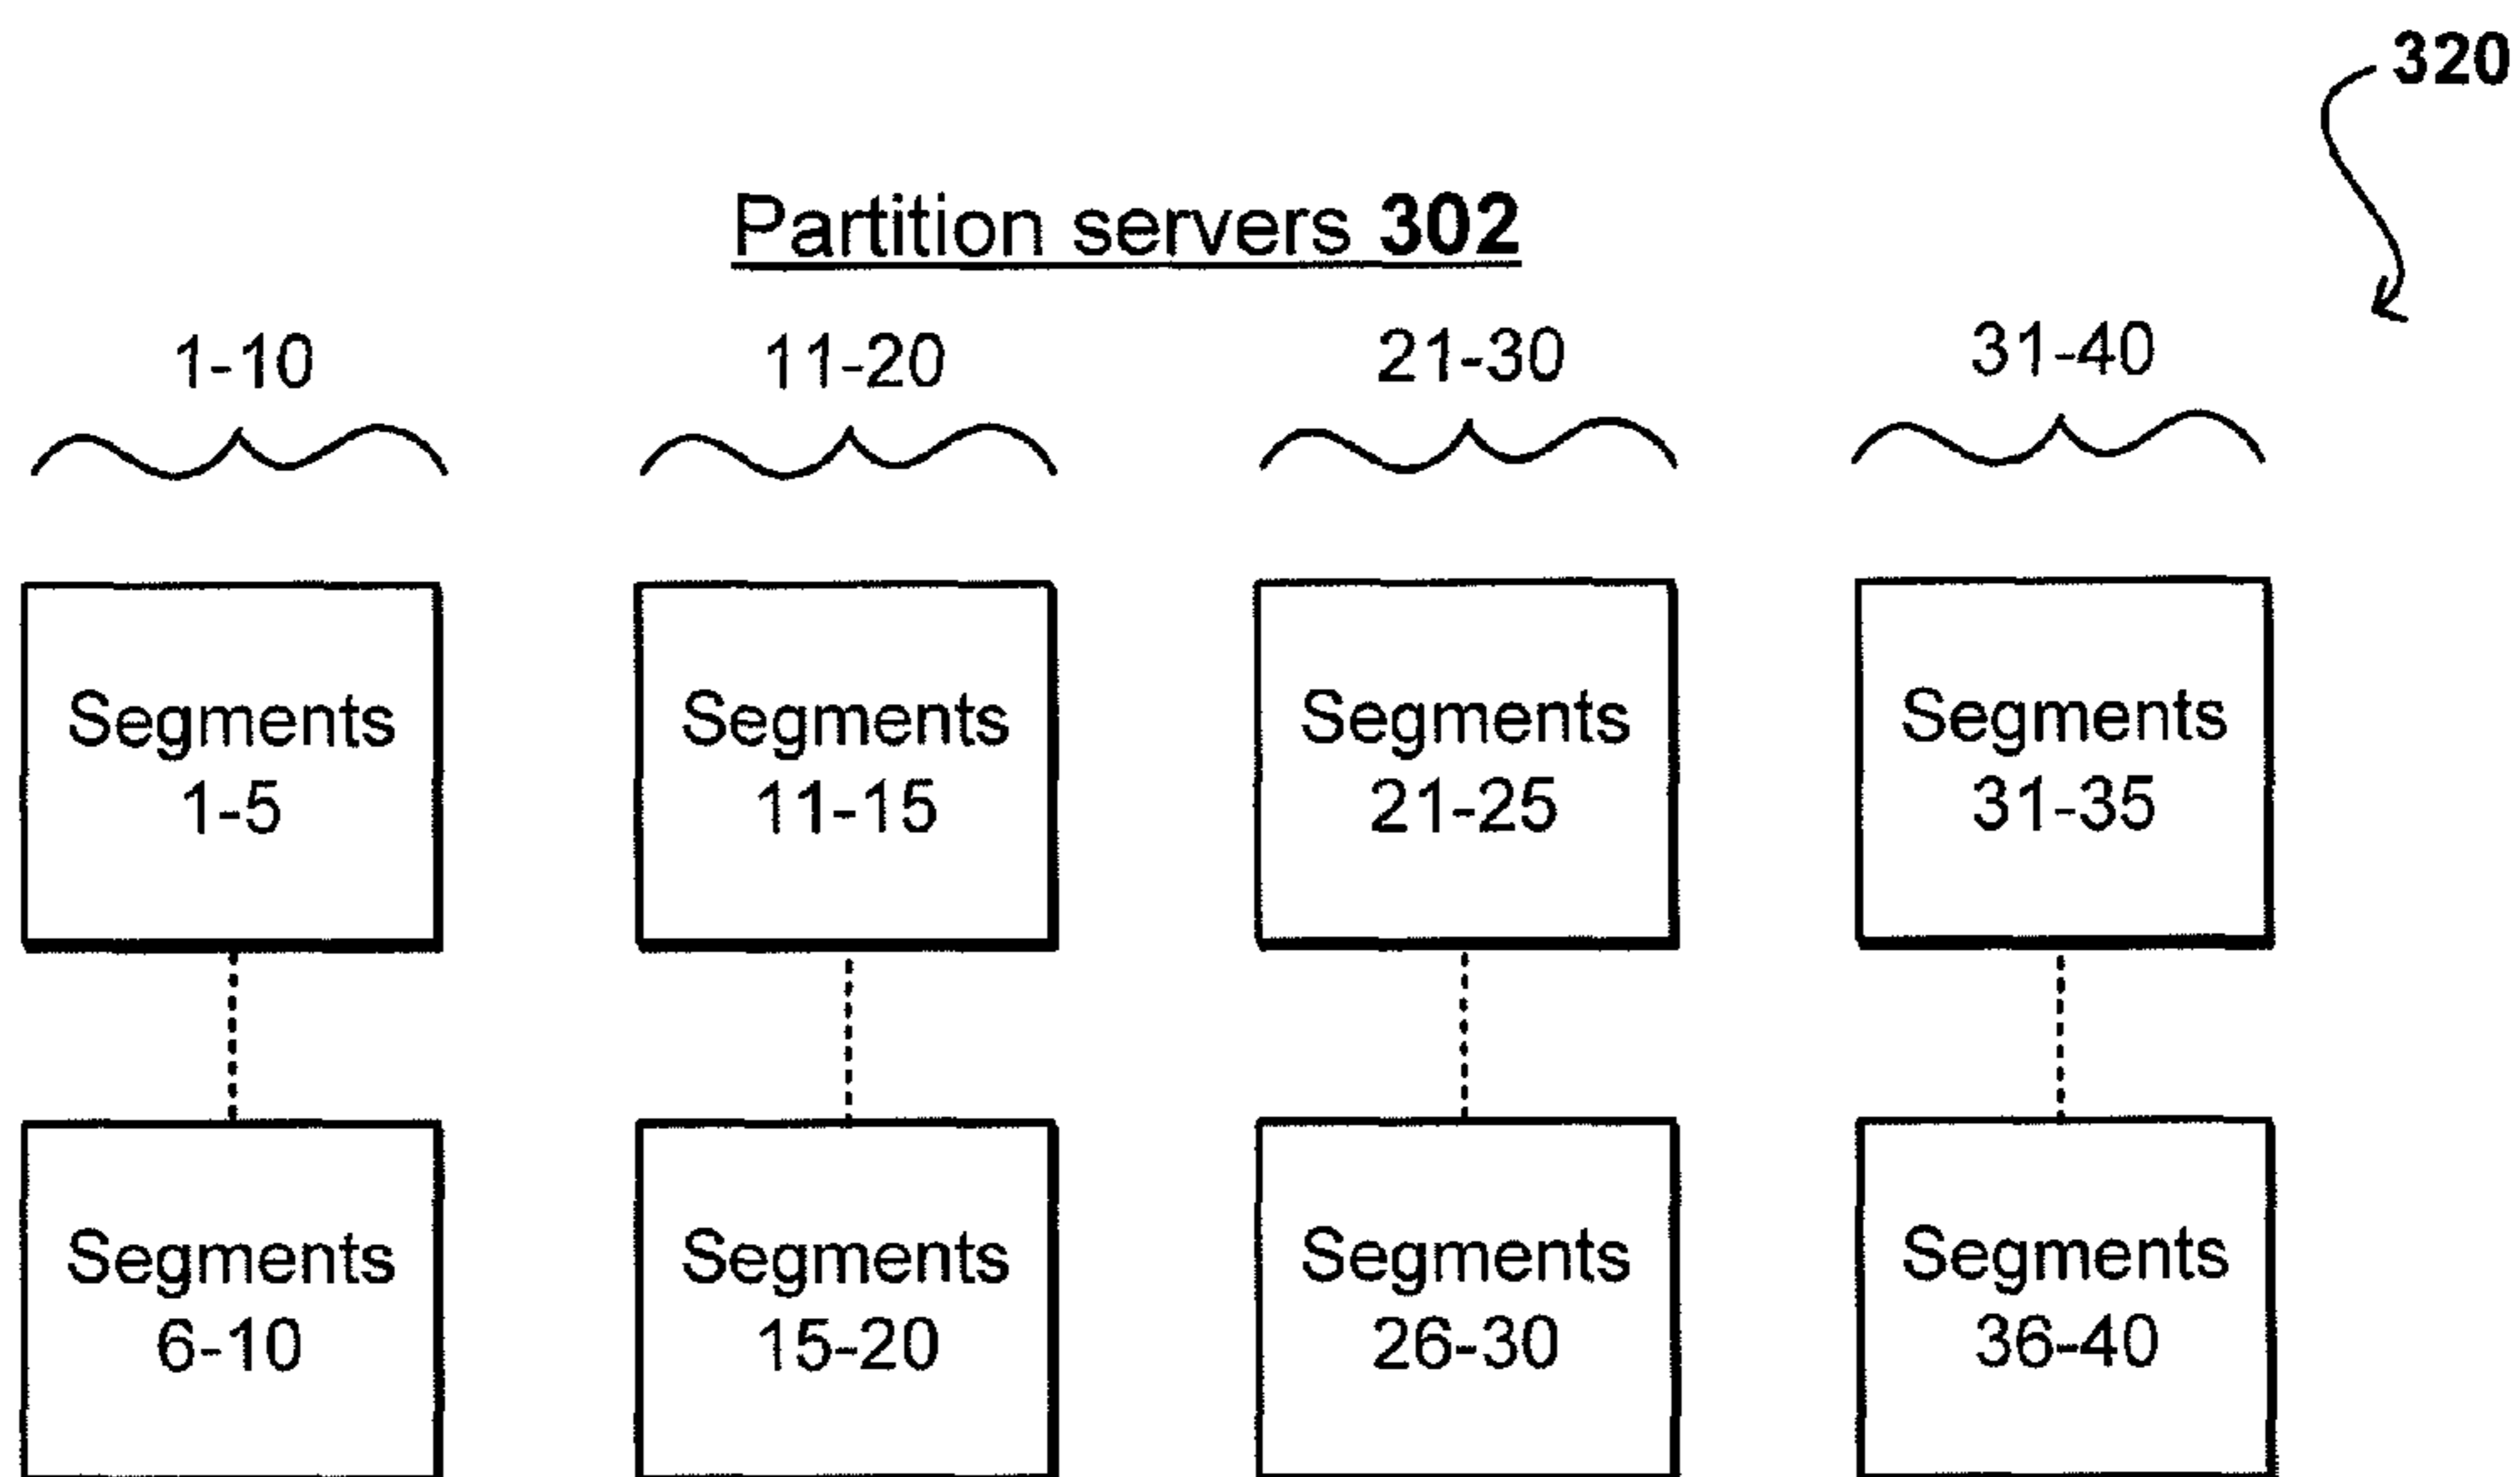 320
Partition servers 302
1-10
11-20
21-30
31-40
Segments
1-5
Segments
11-15
Segments
21-25
Segments
31-35
Segments
6-10
Segments
15-20
Segments
26-30
Segments
36-40